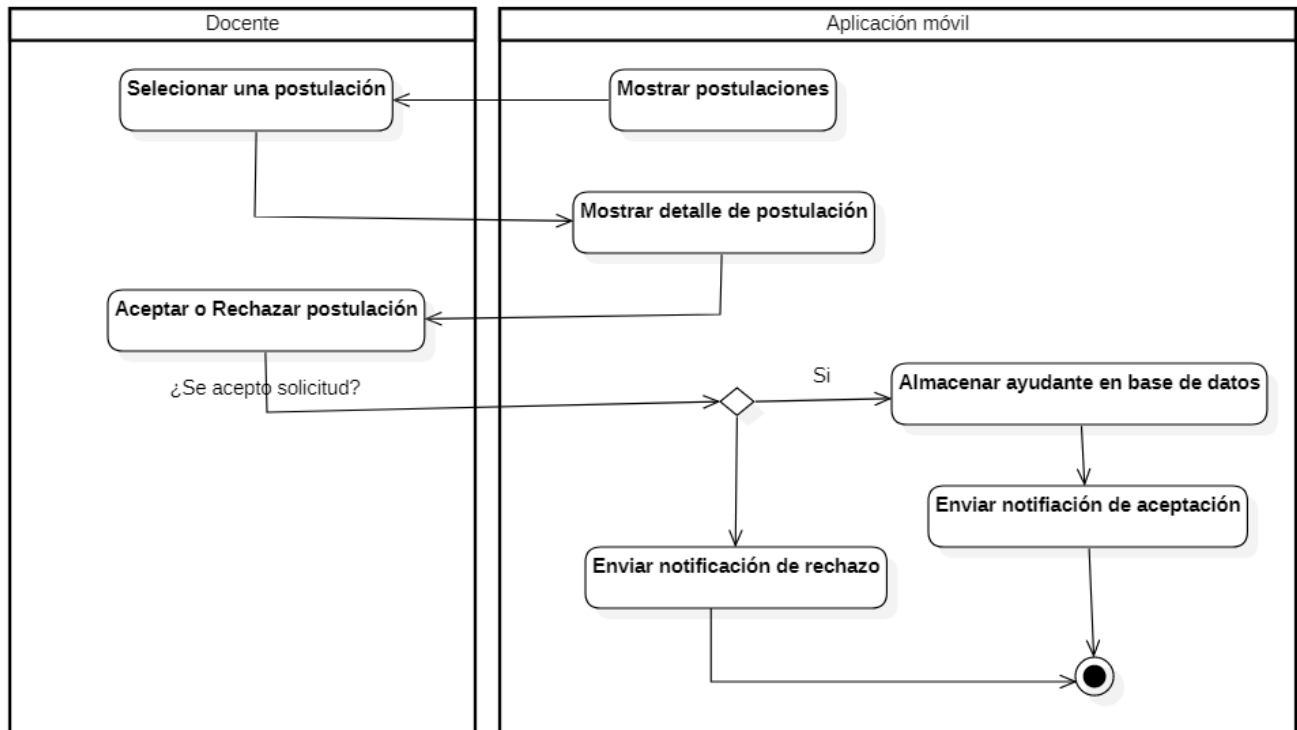 Docente
Aplicación móvil
Selecionar una postulación
Mostrar postulaciones
Mostrar detalle de postulación
Aceptar o Rechazar postulación
¿Se acepto solicitud?
Si
Almacenar ayudante en base de datos
Enviar notifiación de aceptación
Enviar notificación de rechazo